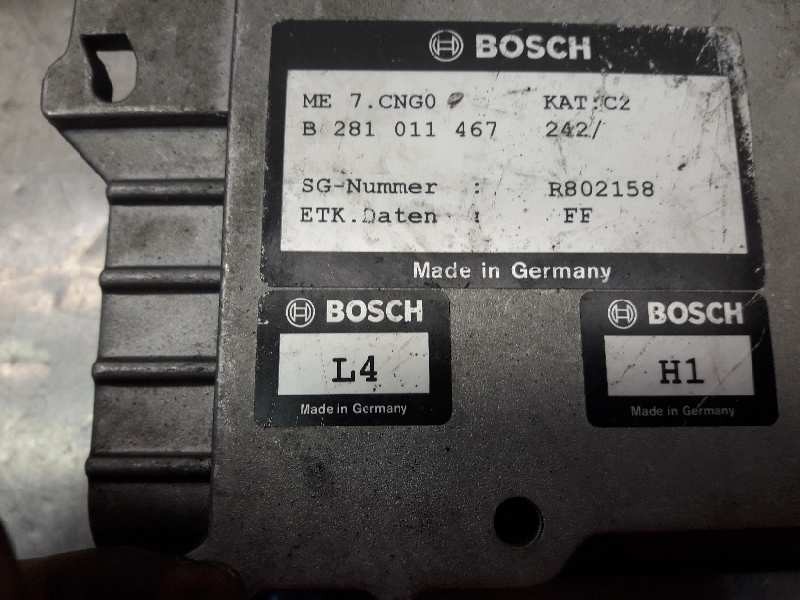 BOSCH
ME 7.CNG0 KAT:C2
B 281 011 467 242/
SG-Nummer : R802158
ETK.Daten : FF
Made in Germany
BOSCH
L4
Made in Germany
BOSCH
H1
Made in Germany